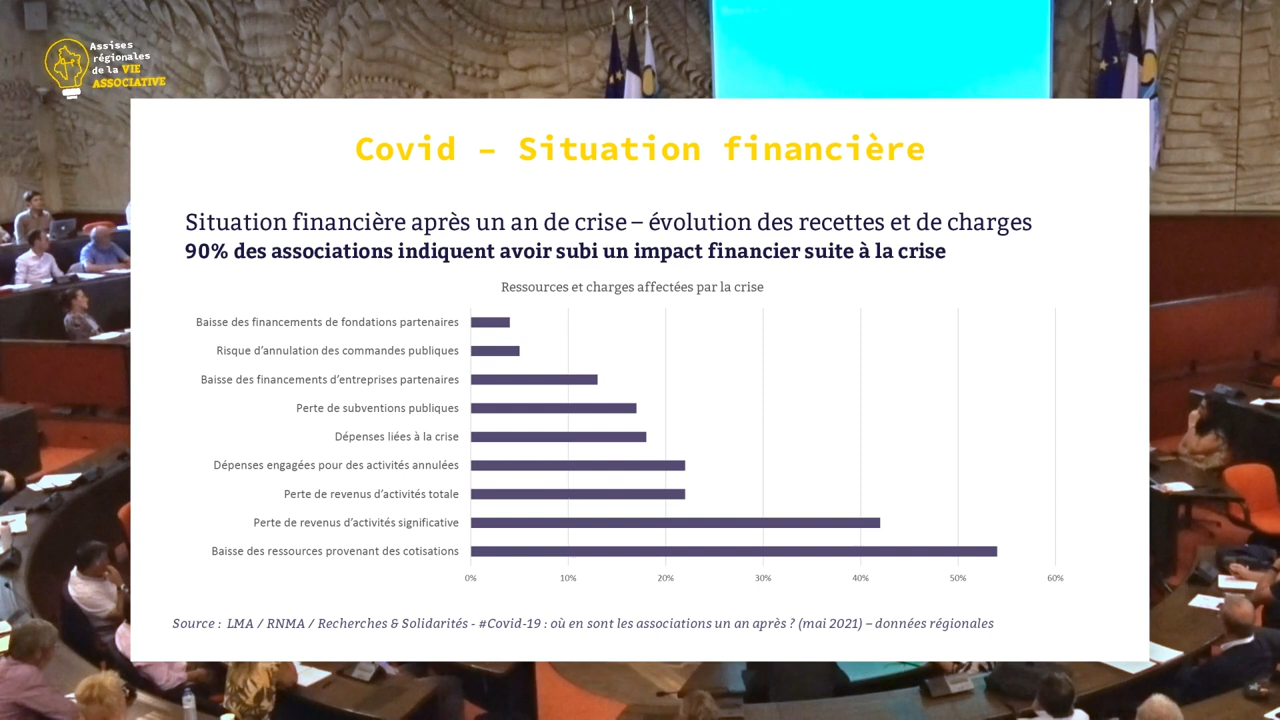 Assises
régionales
de la VIE
ASSOCIATIVE
Covid – Situation financière
Situation financière après un an de crise – évolution des recettes et de charges
90% des associations indiquent avoir subi un impact financier suite à la crise
Ressources et charges affectées par la crise
Baisse des financements de fondations partenaires
Risque d'annulation des commandes publiques
Baisse des financements d'entreprises partenaires
Perte de subventions publiques
Dépenses liées à la crise
Dépenses engagées pour des activités annulées
Perte de revenus d'activités totale
Perte de revenus d'activités significative
Baisse des ressources provenant des cotisations
0% 10% 20% 30% 40% 50% 60%
Source : LMA / RNMA / Recherches & Solidarités - #Covid-19 : où en sont les associations un an après ? (mai 2021) – données régionales